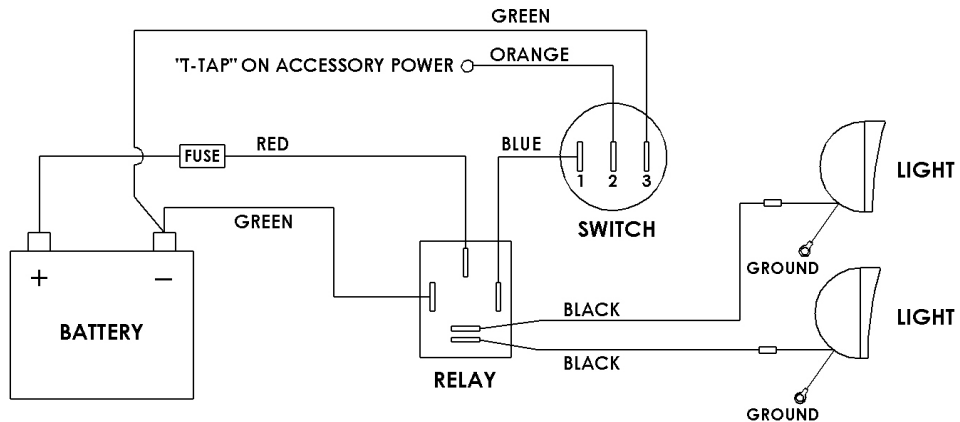 GREEN
"T-TAP" ON ACCESSORY POWER
ORANGE
FUSE
RED
BLUE
1 2 3
SWITCH
LIGHT
GREEN
GROUND
+ −
BATTERY
BLACK
LIGHT
BLACK
RELAY
GROUND